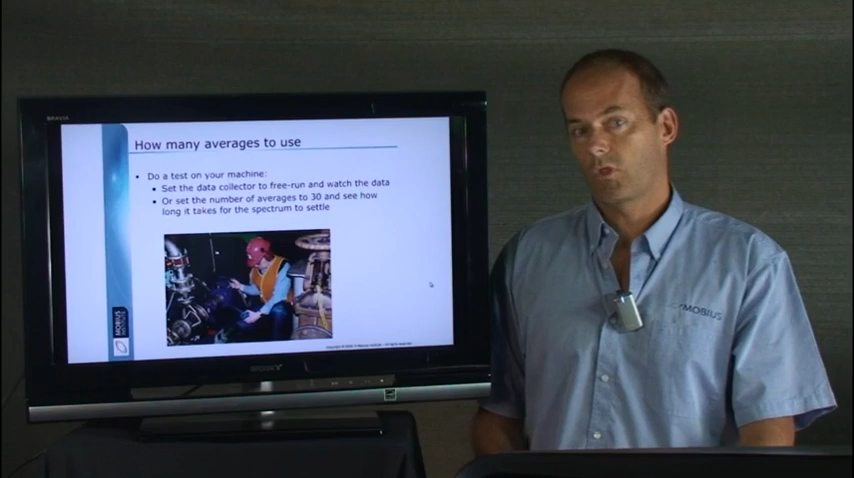 BRAVIA
How many averages to use
• Do a test on your machine:
• Set the data collector to free-run and watch the data
• Or set the number of averages to 30 and see how
long it takes for the spectrum to settle
MOBIUS
INSTITUTE
SONY
MOBIUS